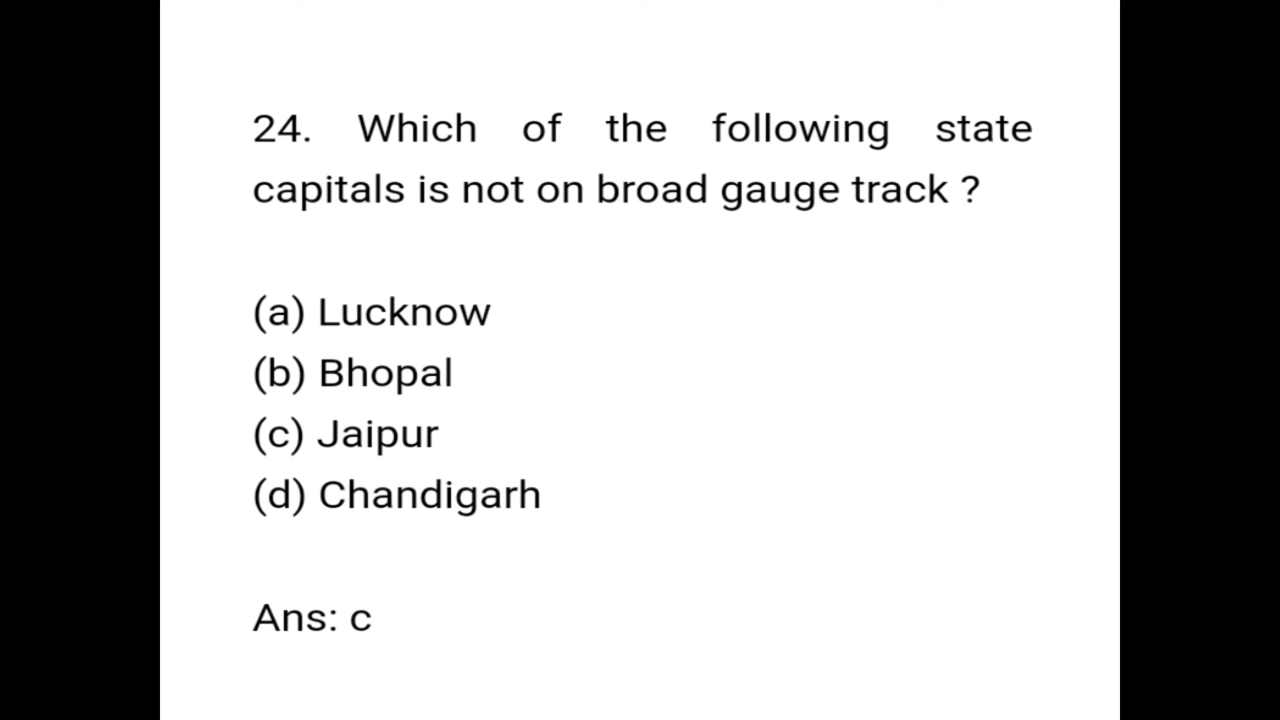 24. Which of the following state
capitals is not on broad gauge track ?
(a) Lucknow
(b) Bhopal
(c) Jaipur
(d) Chandigarh
Ans: c